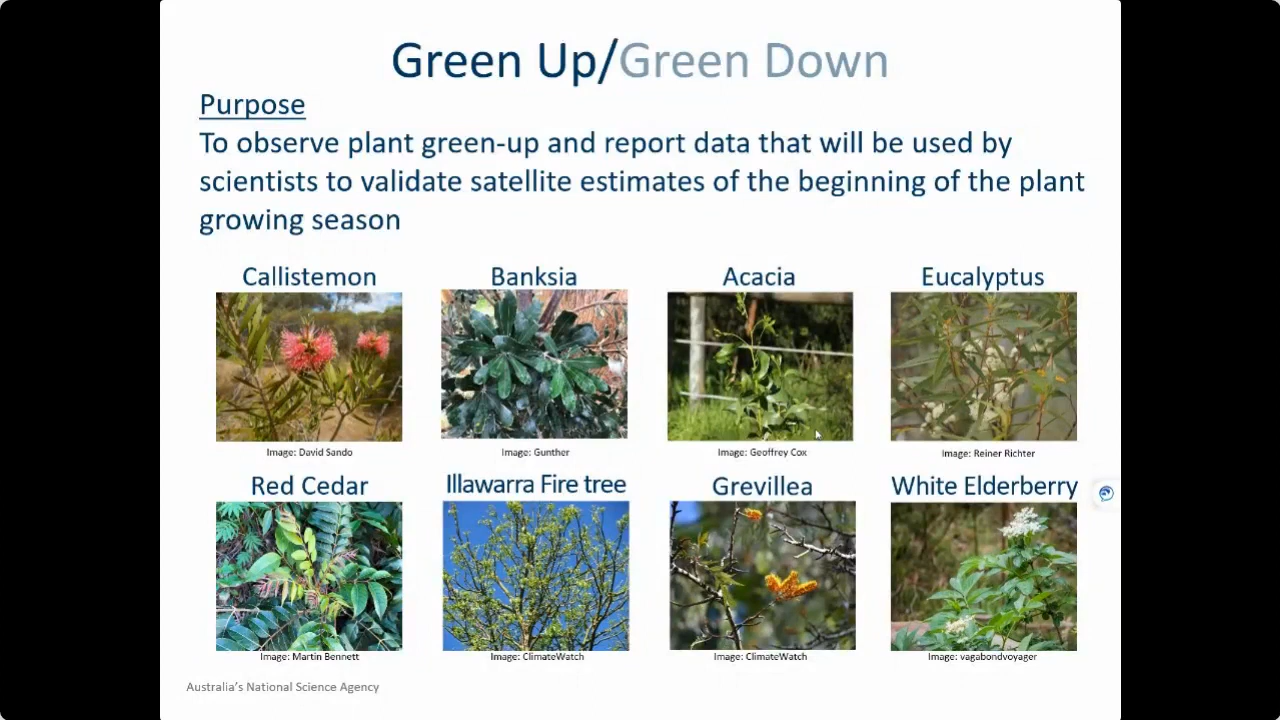 Green Up/Green Down
Purpose
To observe plant green-up and report data that will be used by
scientists to validate satellite estimates of the beginning of the plant
growing season
Callistemon
Banksia
Acacia
Eucalyptus
Image: David Sando
Image: Gunther
Image: Geoffrey Cox
Image: Reiner Richter
Red Cedar
Illawarra Fire tree
Grevillea
White Elderberry
Image: Martin Bennett
Image: ClimateWatch
Image: ClimateWatch
Image: vagabondvoyager
Australia's National Science Agency